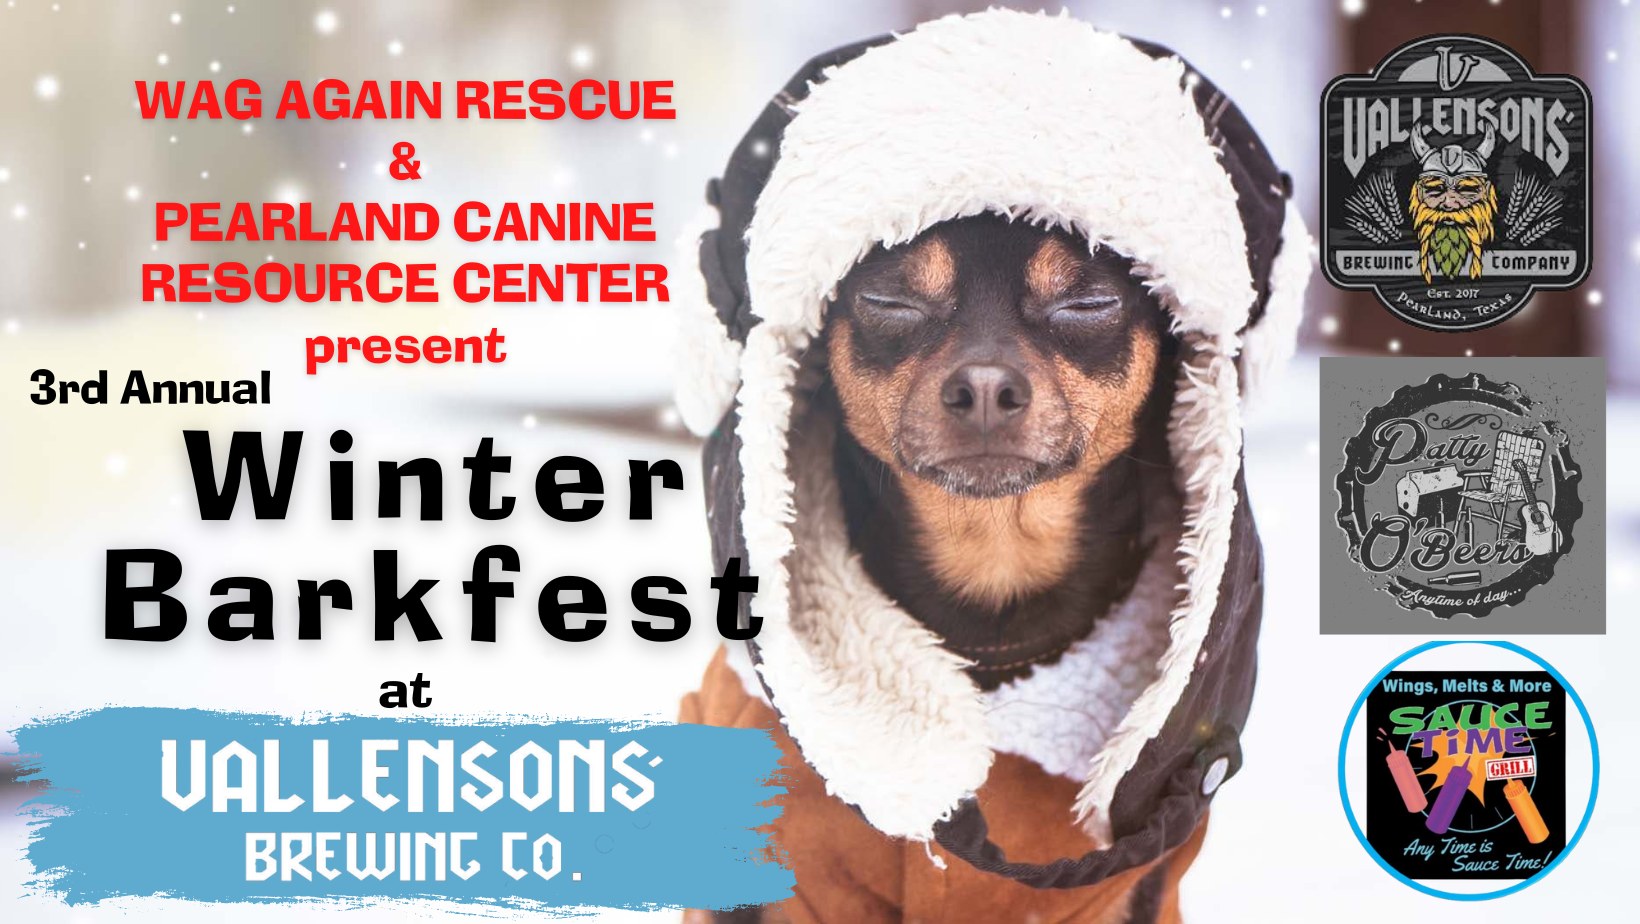 WAG AGAIN RESCUE
&
PEARLAND CANINE
RESOURCE CENTER
present
3rd Annual
Winter
Barkfest
at
VALLENSONS'
BREWING CO.
V
VALLENSONS'
BREWING COMPANY
EST. 2017
PEARLAND, TEXAS
Patty
O'Beers
Anytime of day...
Wings, Melts & More
SAUCE
TiME
GRILL
Any Time is
Sauce Time!